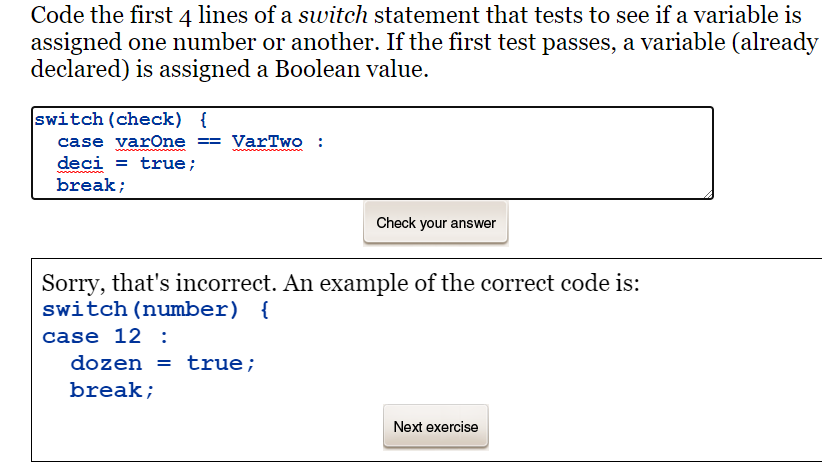 Code the first 4 lines of a switch statement that tests to see if a variable is
assigned one number or another. If the first test passes, a variable (already
declared) is assigned a Boolean value.
switch(check) {
  case varOne == VarTwo :
  deci = true;
  break;
Check your answer
Sorry, that's incorrect. An example of the correct code is:
switch(number) {
case 12 :
  dozen = true;
  break;
Next exercise